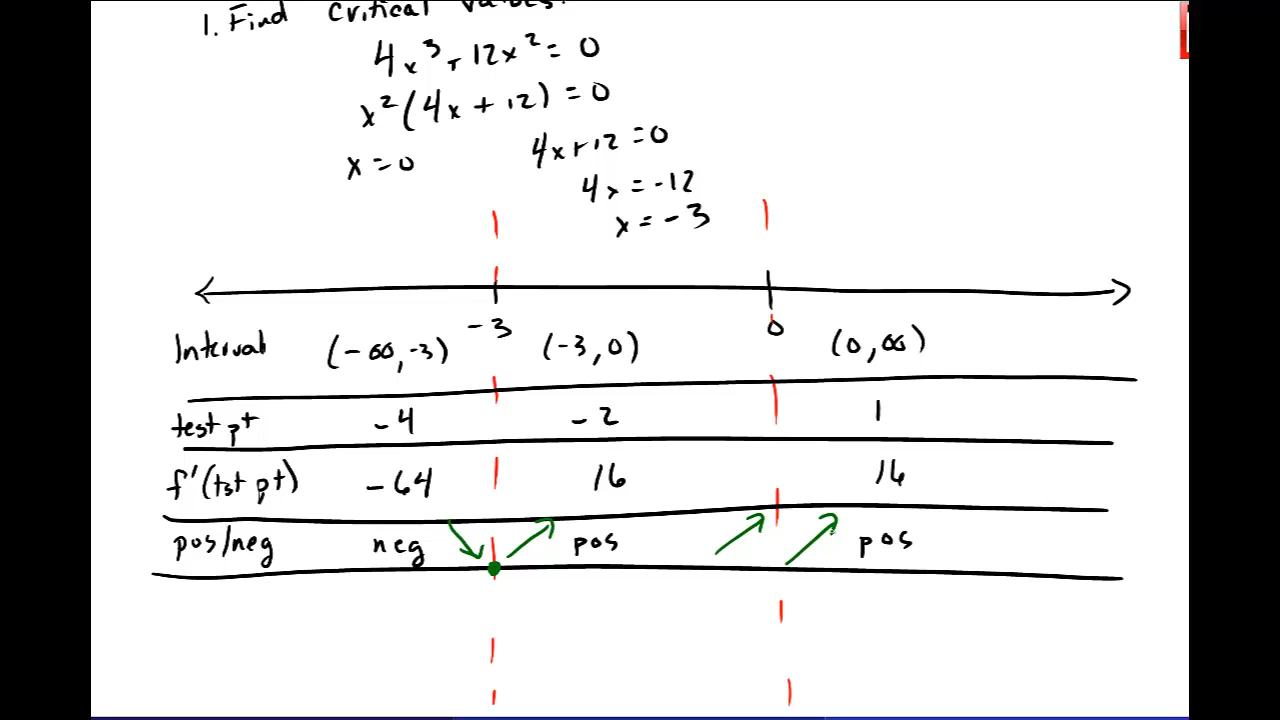 1. Find critical values.
4x³ + 12x² = 0
x²(4x + 12) = 0
x = 0
4x + 12 = 0
4x = -12
x = -3
-3 0
Interval (-∞, -3) (-3, 0) (0, ∞)
test pt -4 -2 1
f'(tst pt) -64 16 16
pos/neg neg pos pos